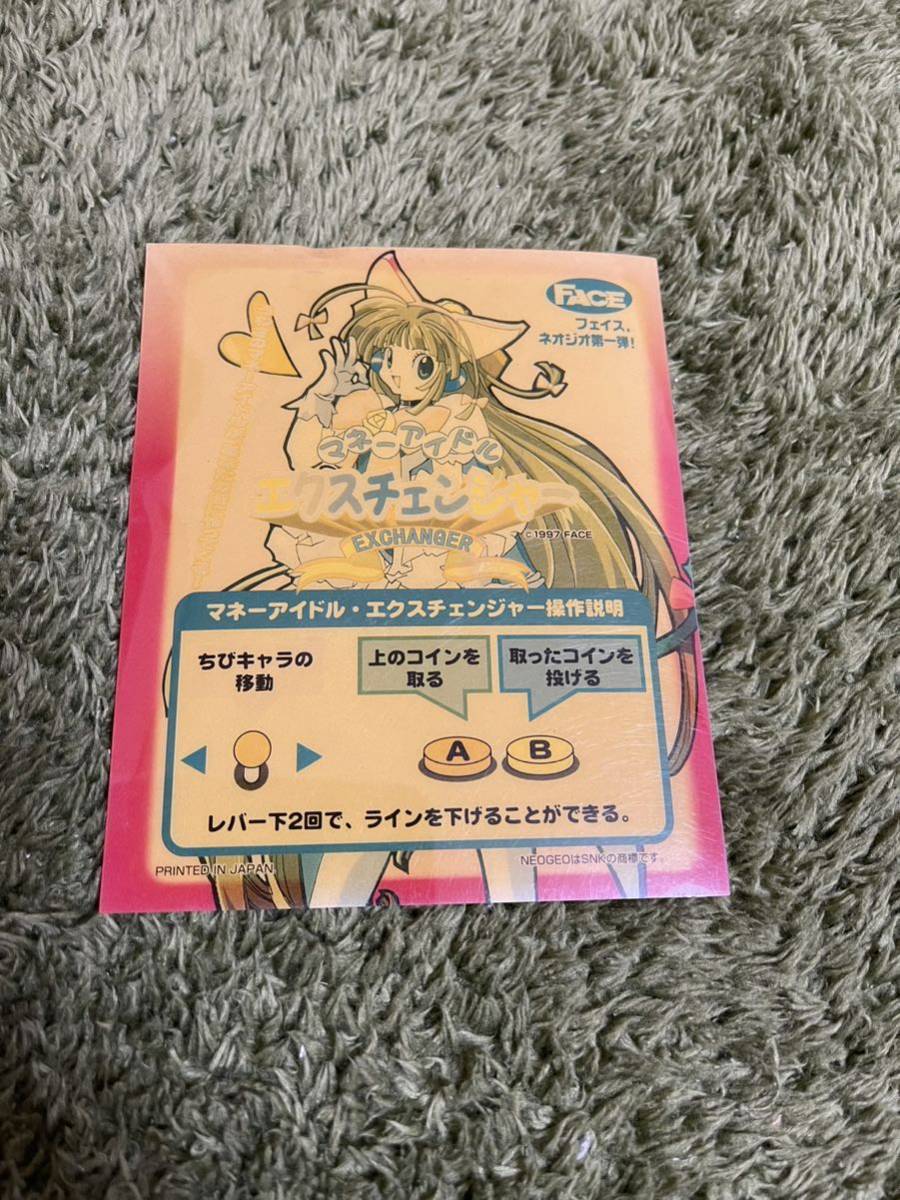 FACE
フェイス、
ネオジオ第一弾!
マネーアイドル
エクスチェンジャー
EXCHANGER
©1997 FACE
マネーアイドル・エクスチェンジャー操作説明
ちびキャラの
移動
上のコインを
取る
取ったコインを
投げる
A
B
レバー下2回で、ラインを下げることができる。
PRINTED IN JAPAN.
NEOGEOはSNKの商標です。